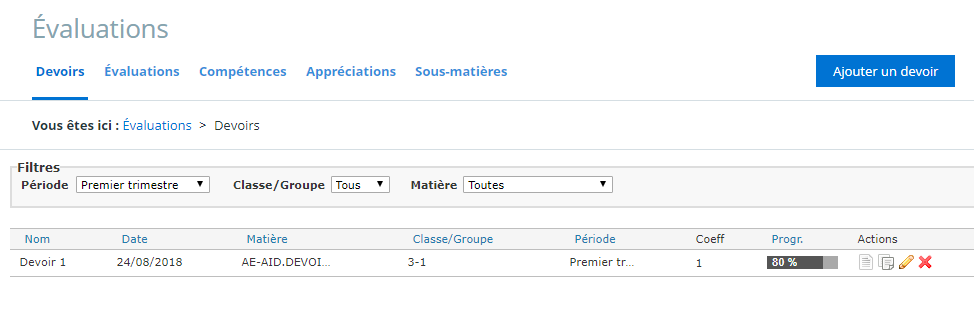 Évaluations
Devoirs Évaluations Compétences Appréciations Sous-matières Ajouter un devoir
Vous êtes ici : Évaluations > Devoirs
Filtres
Période Premier trimestre Classe/Groupe Tous Matière Toutes
Nom Date Matière Classe/Groupe Période Coeff Progr. Actions
Devoir 1 24/08/2018 AE-AID.DEVOI... 3-1 Premier tr... 1 80 %